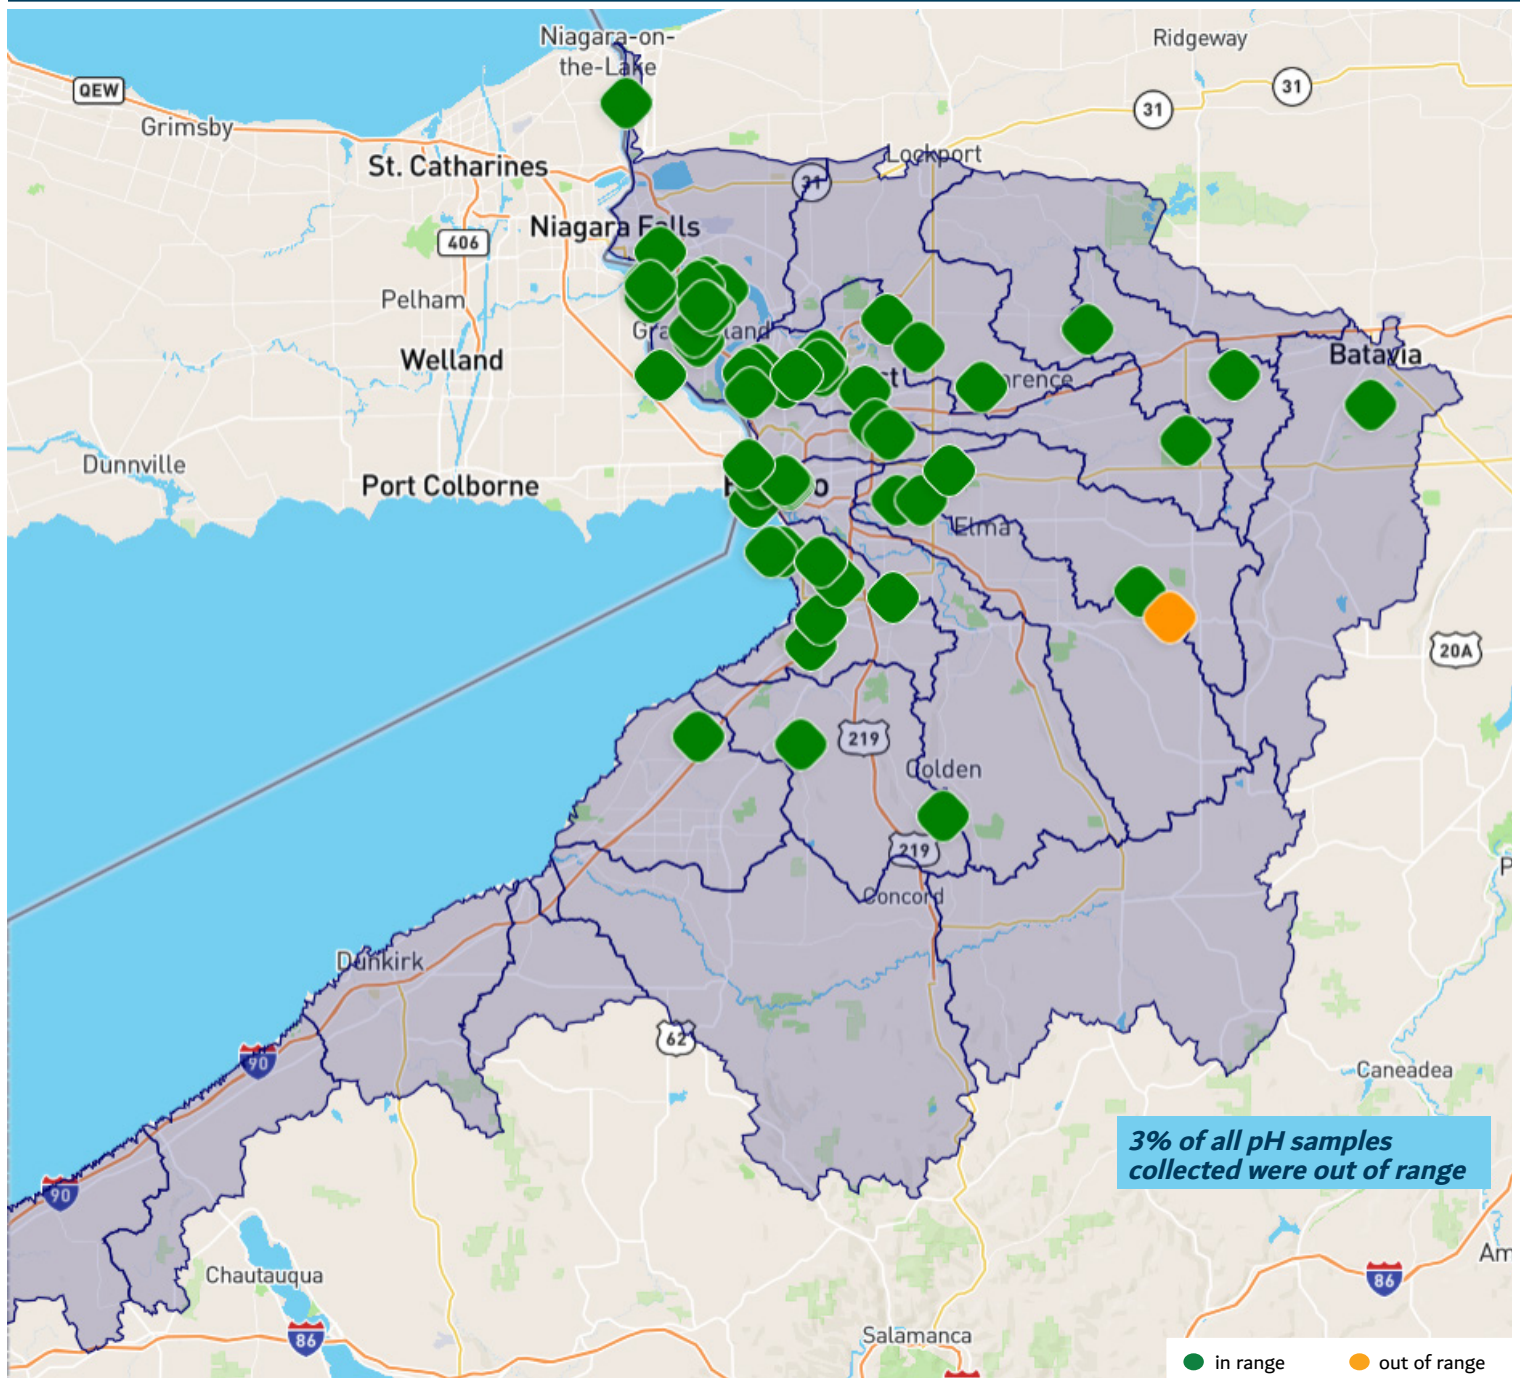 Niagara-on-
the-Lake
Ridgeway
QEW
31
31
Grimsby
Lockport
St. Catharines
31
Niagara Falls
406
Pelham
Welland
Batavia
Dunnville
Port Colborne
Elma
20A
219
Colden
219
Concord
Dunkirk
62
90
Caneadea
3% of all pH samples
collected were out of range
90
Chautauqua
86
86
Salamanca
in range
out of range